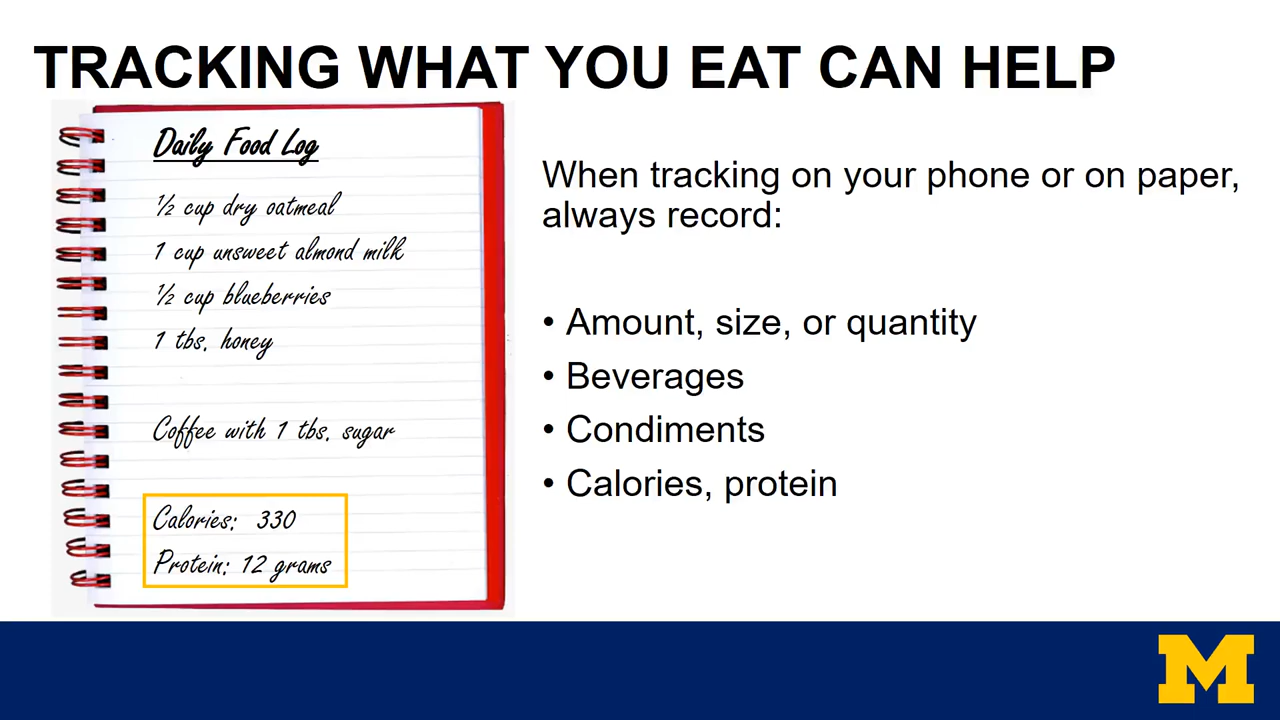 TRACKING WHAT YOU EAT CAN HELP
Daily Food Log
½ cup dry oatmeal
1 cup unsweet almond milk
½ cup blueberries
1 tbs. honey
Coffee with 1 tbs. sugar
Calories: 330
Protein: 12 grams
When tracking on your phone or on paper,
always record:
• Amount, size, or quantity
• Beverages
• Condiments
• Calories, protein
M